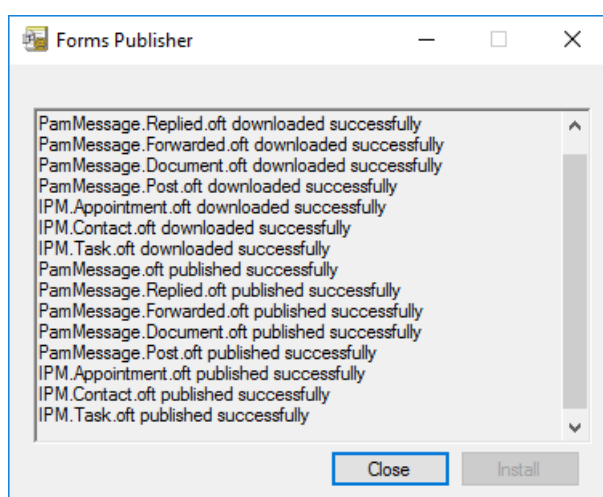 Forms Publisher
PamMessage.Replied.oft downloaded successfully
PamMessage.Forwarded.oft downloaded successfully
PamMessage.Document.oft downloaded successfully
PamMessage.Post.oft downloaded successfully
IPM.Appointment.oft downloaded successfully
IPM.Contact.oft downloaded successfully
IPM.Task.oft downloaded successfully
PamMessage.oft published successfully
PamMessage.Replied.oft published successfully
PamMessage.Forwarded.oft published successfully
PamMessage.Document.oft published successfully
PamMessage.Post.oft published successfully
IPM.Appointment.oft published successfully
IPM.Contact.oft published successfully
IPM.Task.oft published successfully
Close Install